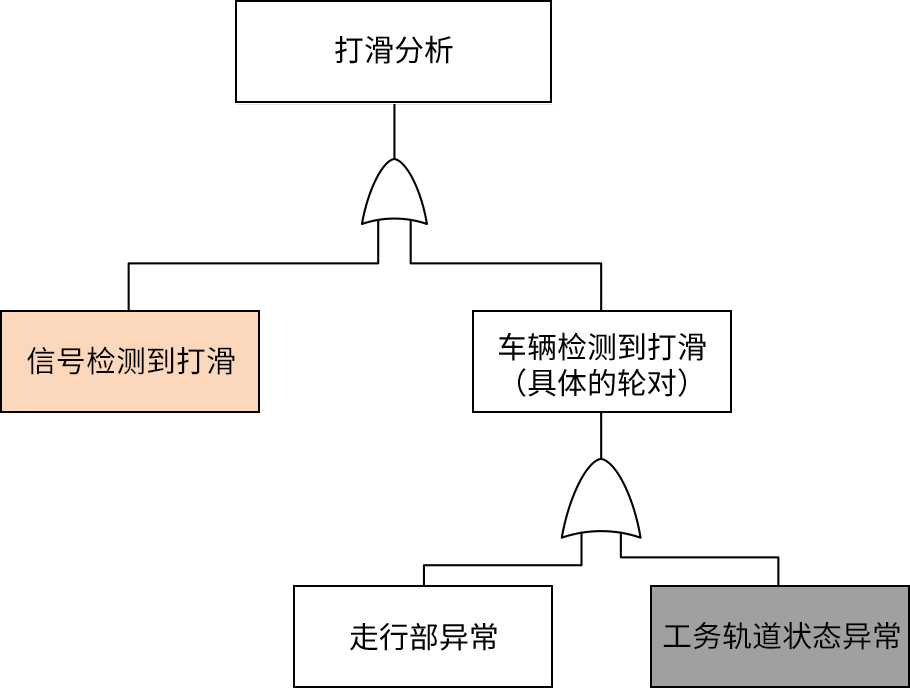 打滑分析
信号检测到打滑
车辆检测到打滑
（具体的轮对）
走行部异常
工务轨道状态异常